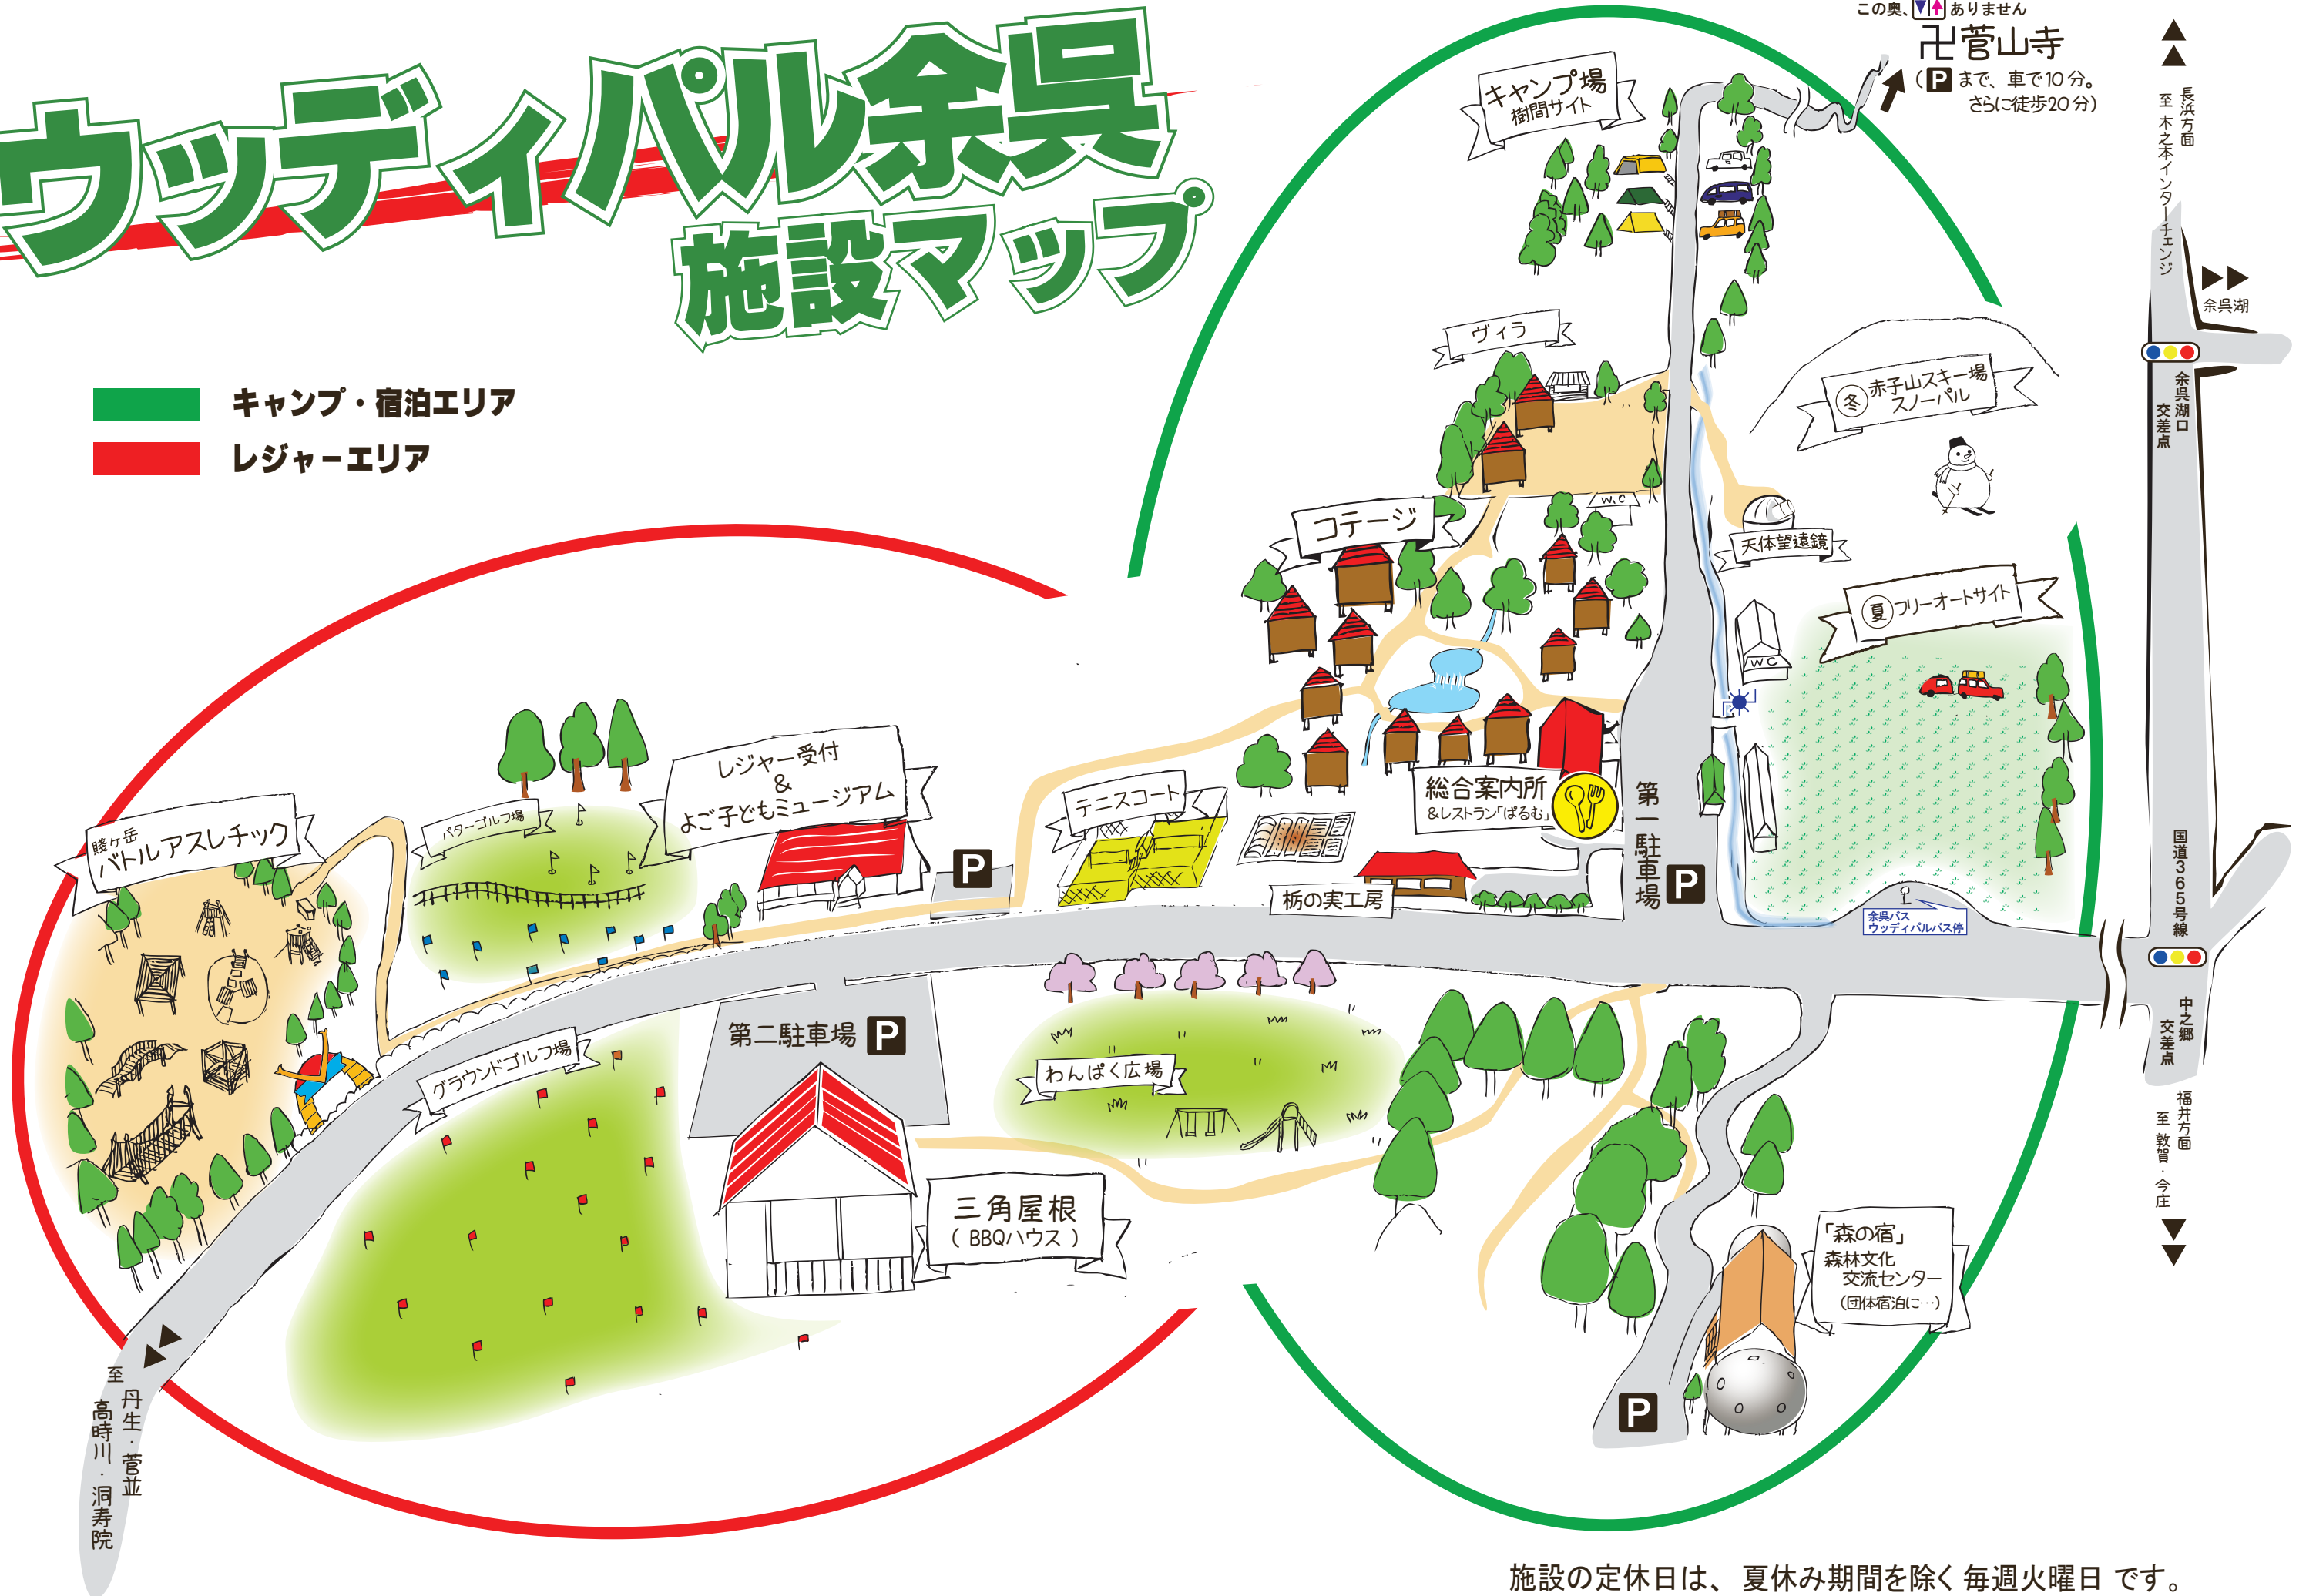 ウッディパル余呉
施設マップ
キャンプ・宿泊エリア
レジャーエリア
この奥、
ありません
卍菅山寺
(Pまで、車で10分。
さらに徒歩20分)
長浜方面
至 木之本インターチェンジ
余呉湖
余呉湖口
交差点
国道365号線
中之郷
交差点
福井方面
至 敦賀・今庄
キャンプ場
樹間サイト
ヴィラ
冬 赤子山スキー場
スノーパル
コテージ
W.C
天体望遠鏡
夏 フリーオートサイト
WC
総合案内所
&レストラン「ぱるむ」
第一駐車場
P
栃の実工房
余呉バス
ウッディパルバス停
テニスコート
P
レジャー受付
&
よご子どもミュージアム
パターゴルフ場
賤ヶ岳
バトルアスレチック
グラウンドゴルフ場
第二駐車場 P
わんぱく広場
三角屋根
( BBQハウス )
「森の宿」
森林文化
交流センター
(団体宿泊に…)
P
至
丹生・菅並
高時川・洞寿院
施設の定休日は、夏休み期間を除く毎週火曜日 です。